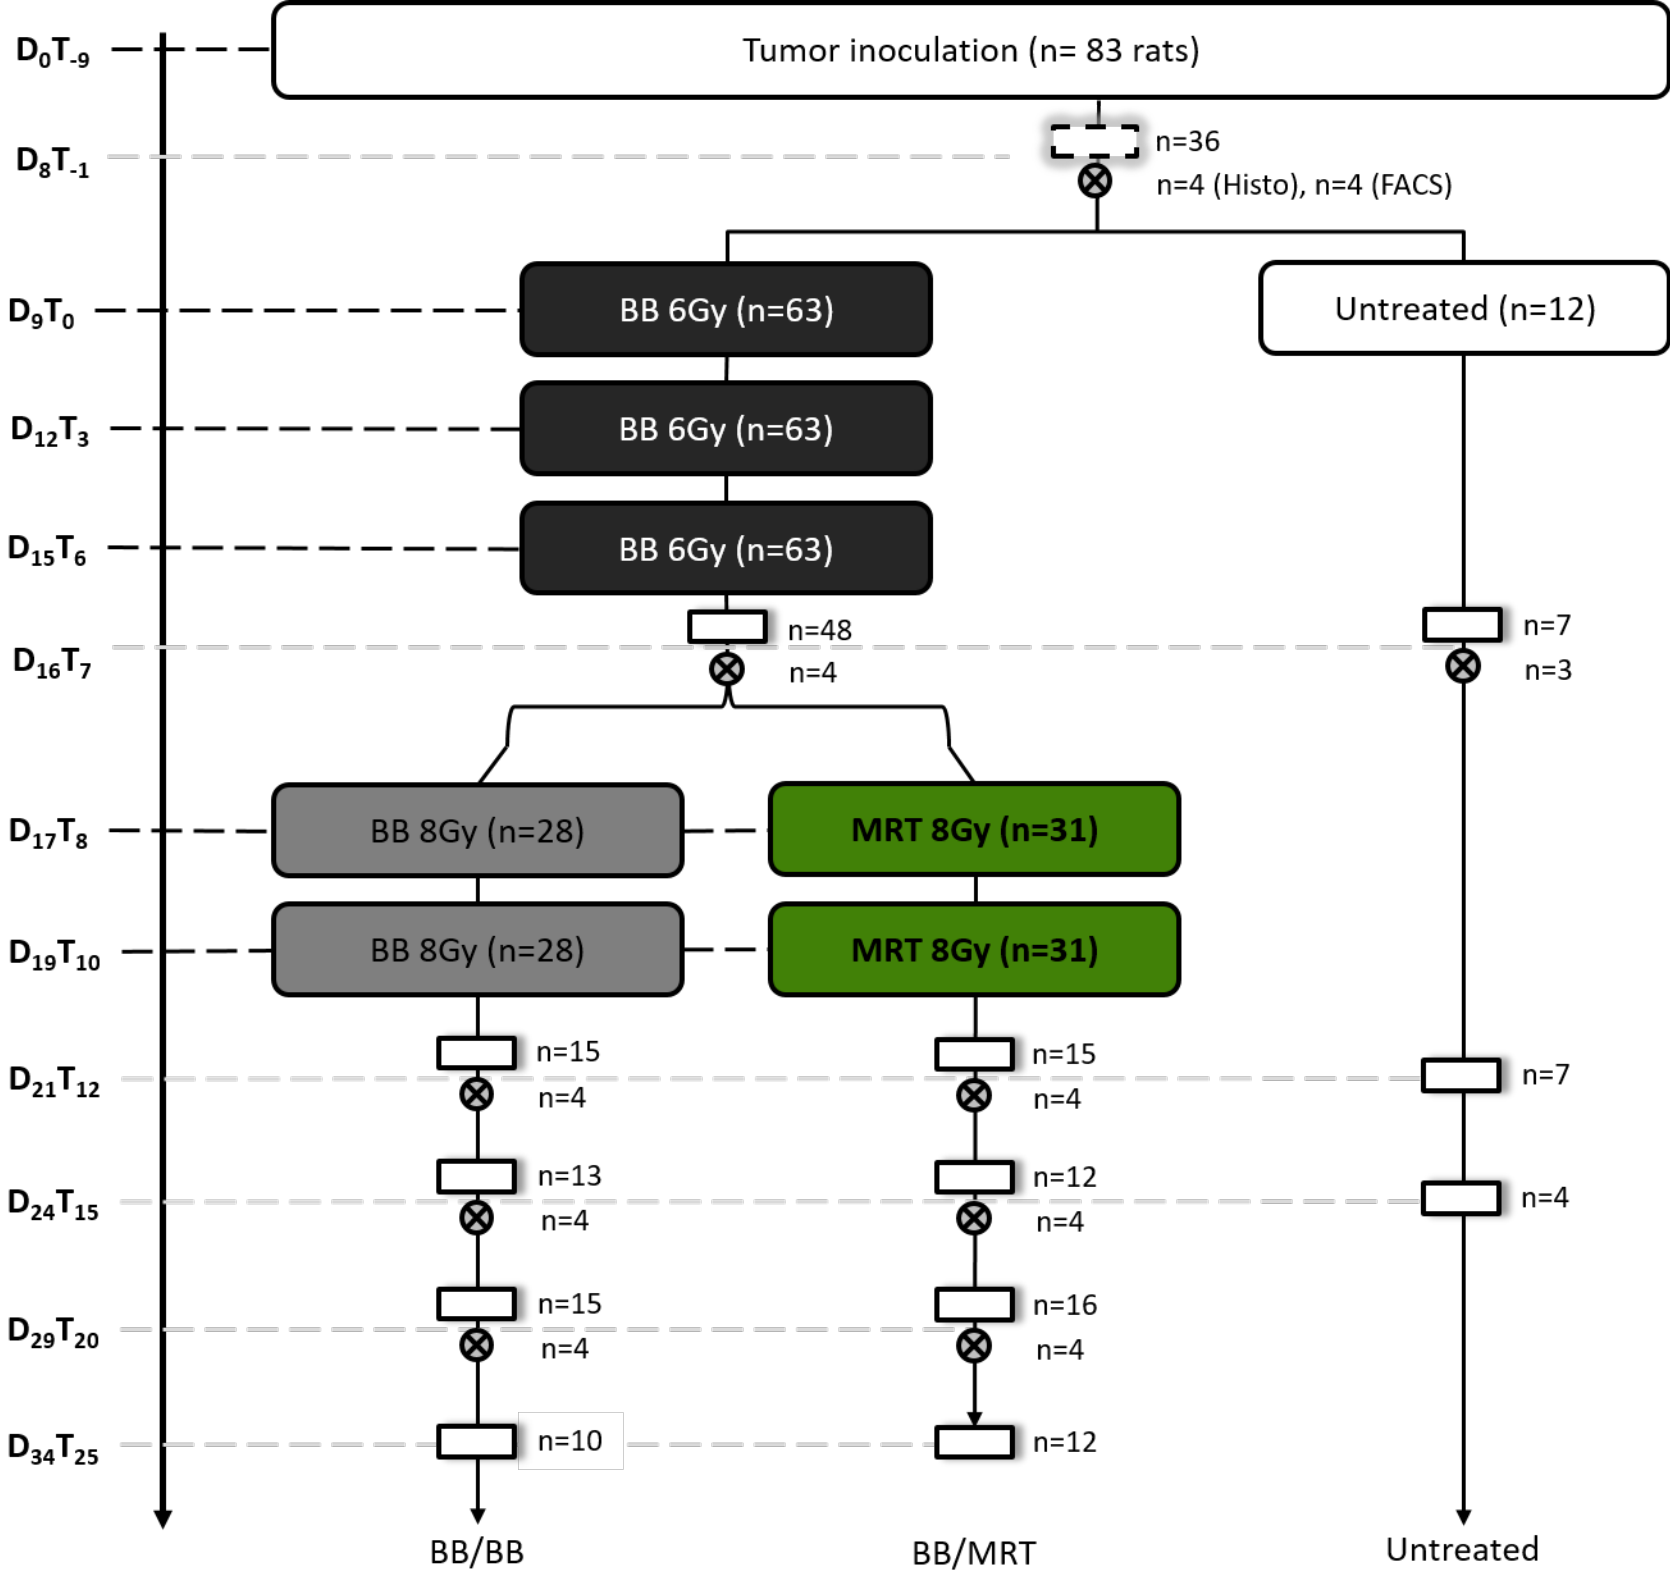 D0T-9
Tumor inoculation (n= 83 rats)
D8T-1
n=36
n=4 (Histo), n=4 (FACS)
D9T0
BB 6Gy (n=63)
Untreated (n=12)
D12T3
BB 6Gy (n=63)
D15T6
BB 6Gy (n=63)
n=48
n=7
D16T7
n=4
n=3
D17T8
BB 8Gy (n=28)
MRT 8Gy (n=31)
D19T10
BB 8Gy (n=28)
MRT 8Gy (n=31)
n=15
n=15
D21T12
n=7
n=4
n=4
n=13
n=12
D24T15
n=4
n=4
n=4
n=15
n=16
D29T20
n=4
n=4
D34T25
n=10
n=12
BB/BB
BB/MRT
Untreated